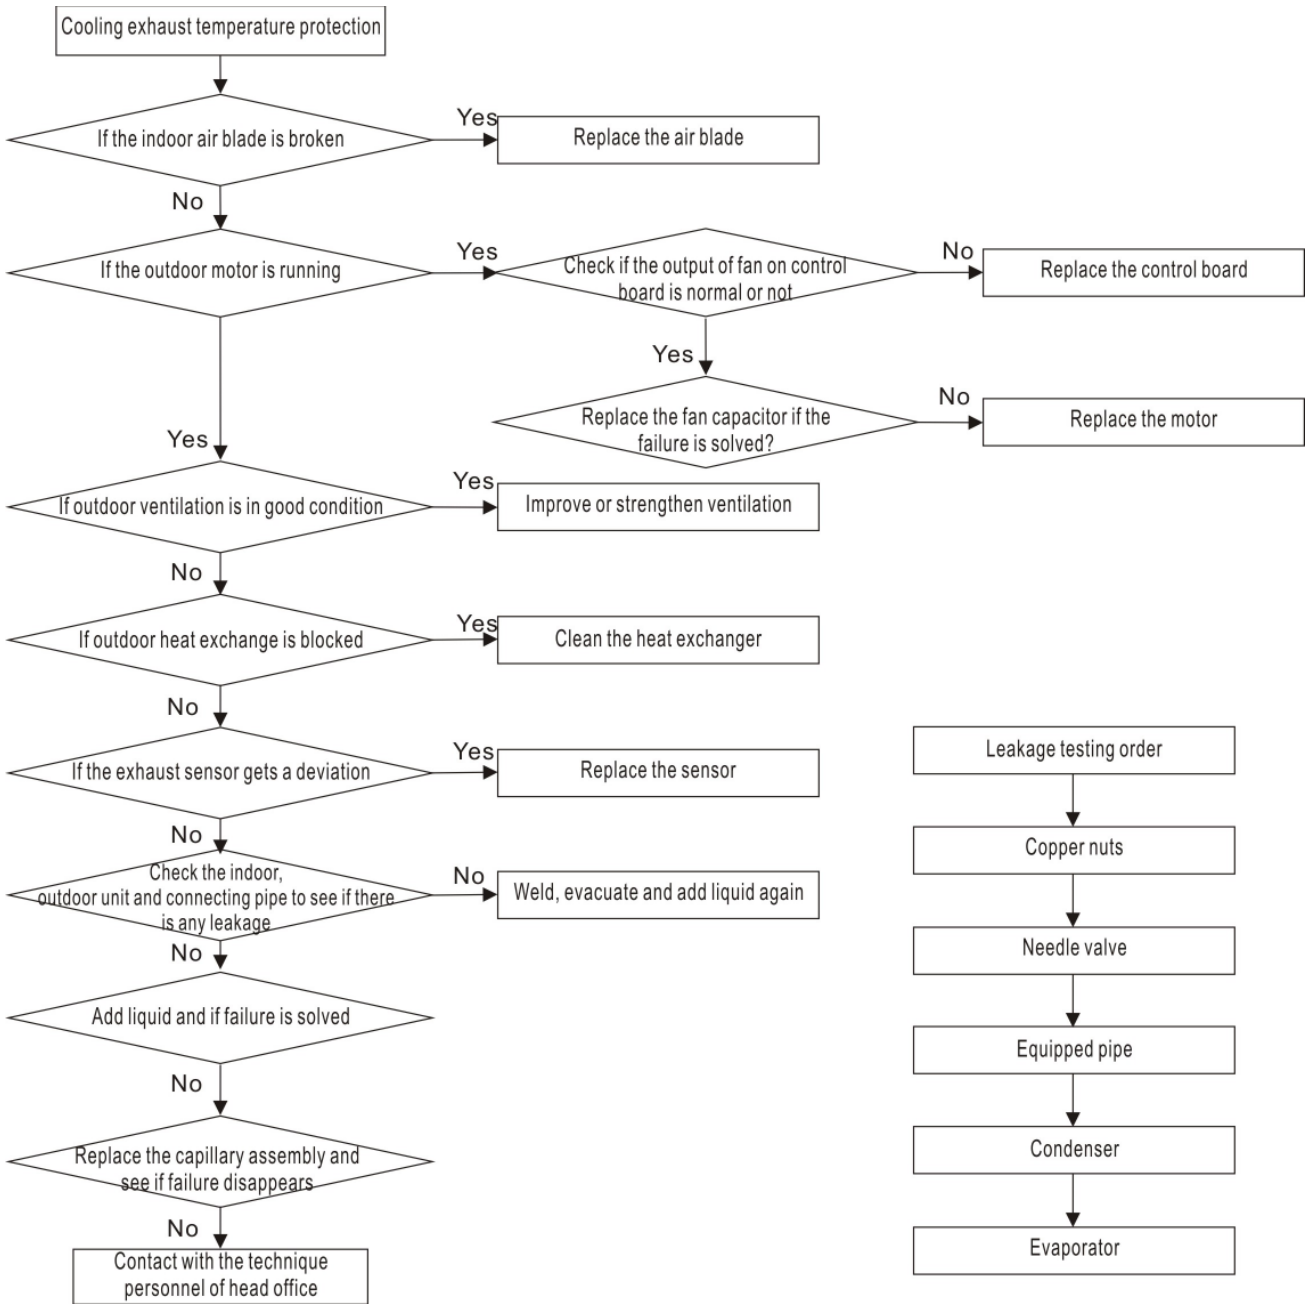 Cooling exhaust temperature protection
If the indoor air blade is broken
Yes
Replace the air blade
No
If the outdoor motor is running
Yes
Check if the output of fan on control
board is normal or not
No
Replace the control board
Yes
Replace the fan capacitor if the
failure is solved?
No
Replace the motor
Yes
If outdoor ventilation is in good condition
Yes
Improve or strengthen ventilation
No
If outdoor heat exchange is blocked
Yes
Clean the heat exchanger
No
If the exhaust sensor gets a deviation
Yes
Replace the sensor
No
Check the indoor,
outdoor unit and connecting pipe to see if there
is any leakage
No
Weld, evacuate and add liquid again
No
Add liquid and if failure is solved
No
Replace the capillary assembly and
see if failure disappears
No
Contact with the technique
personnel of head office
Leakage testing order
Copper nuts
Needle valve
Equipped pipe
Condenser
Evaporator